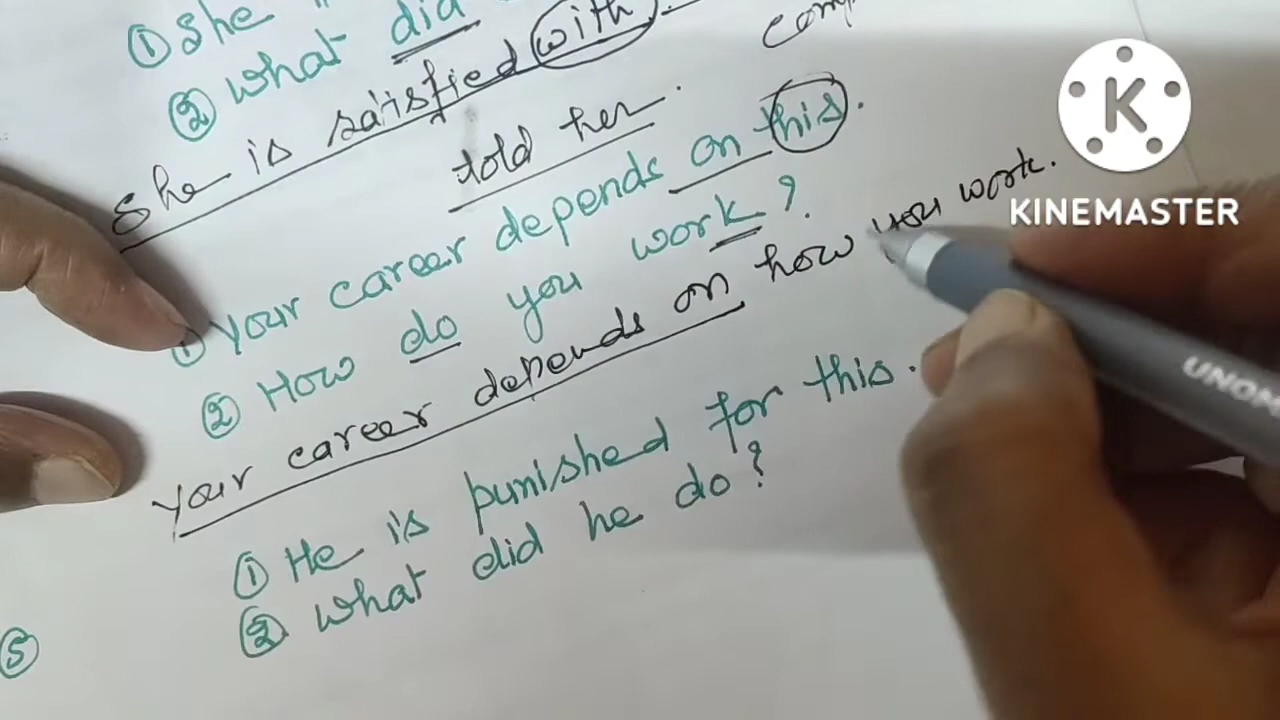 ① She
② What did
She is satisfied with
told her.
① Your career depends on this.
② How do you work?
Your career depends on how you work.
① He is punished for this.
② What did he do?
⑤
K
KINEMASTER